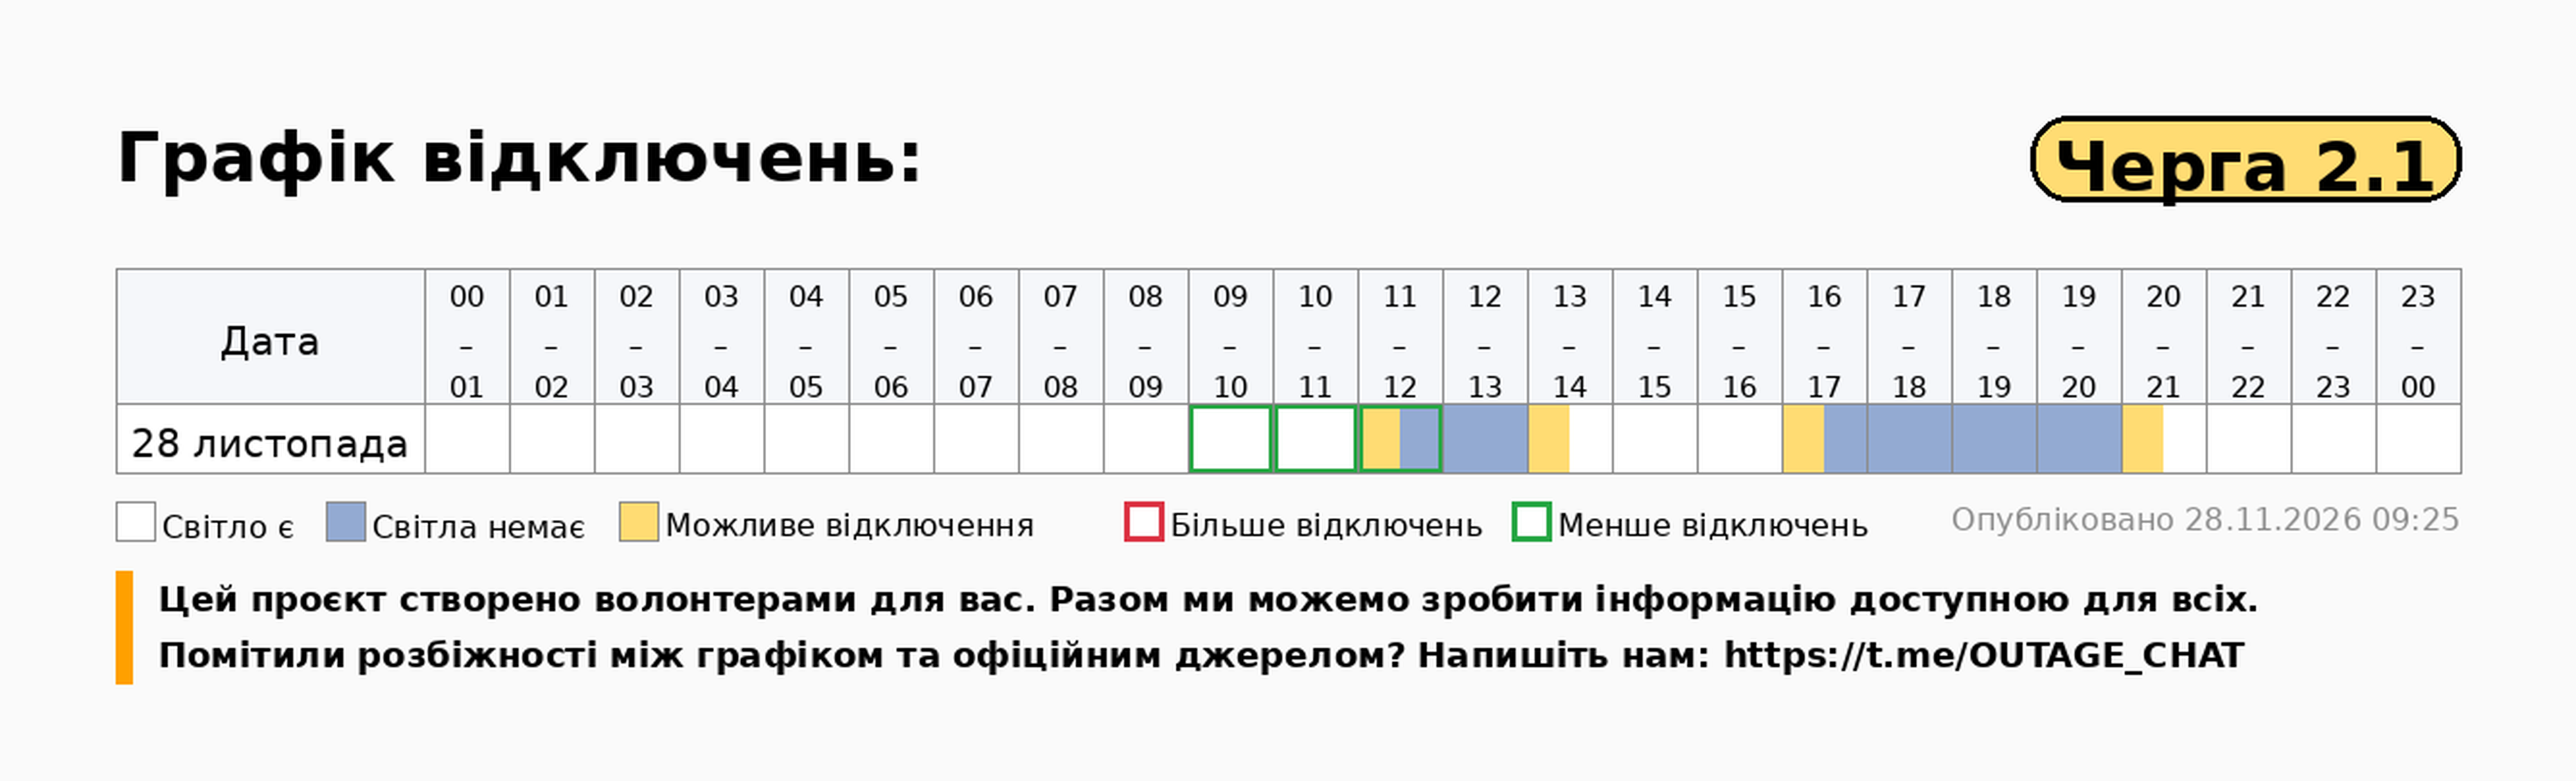 Графік відключень:
Черга 2.1
Дата
00 – 01
01 – 02
02 – 03
03 – 04
04 – 05
05 – 06
06 – 07
07 – 08
08 – 09
09 – 10
10 – 11
11 – 12
12 – 13
13 – 14
14 – 15
15 – 16
16 – 17
17 – 18
18 – 19
19 – 20
20 – 21
21 – 22
22 – 23
23 – 00
28 листопада
Світло є
Світла немає
Можливе відключення
Більше відключень
Менше відключень
Опубліковано 28.11.2026 09:25
Цей проєкт створено волонтерами для вас. Разом ми можемо зробити інформацію доступною для всіх.
Помітили розбіжності між графіком та офіційним джерелом? Напишіть нам: https://t.me/OUTAGE_CHAT